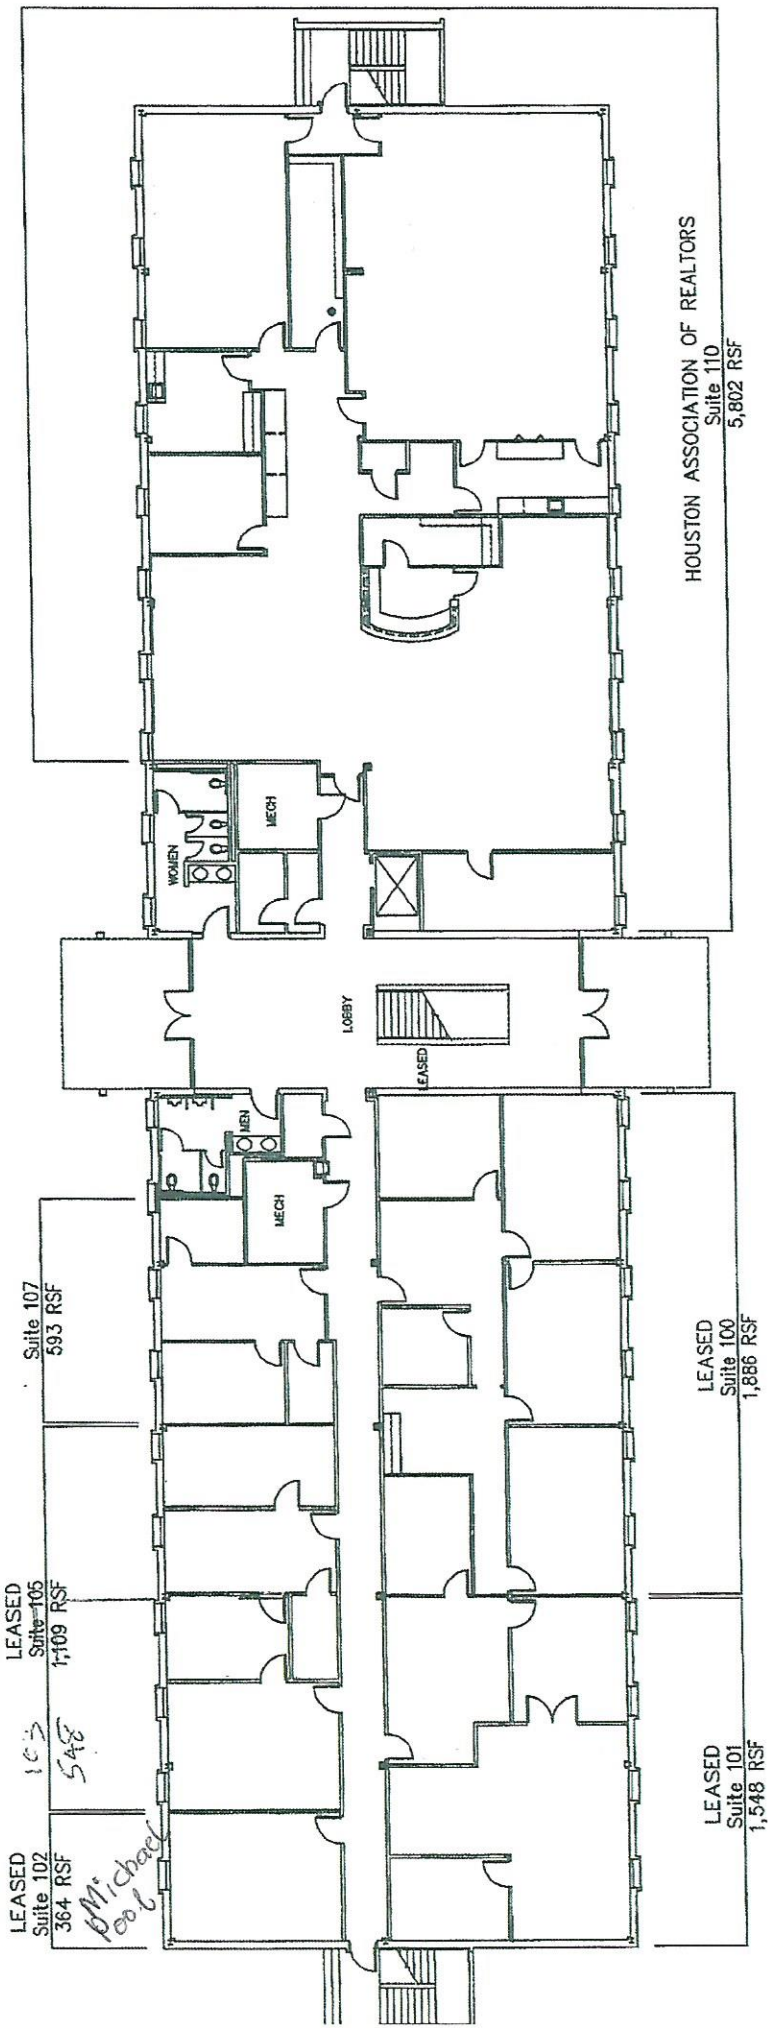 HOUSTON ASSOCIATION OF REALTORS
Suite 110
5,802 RSF
WOMEN
MECH
LOBBY
LEASED
MEN
MECH
Suite 107
593 RSF
LEASED
Suite 100
1,886 RSF
LEASED
Suite 105
1,109 RSF
103
548
LEASED
Suite 101
1,548 RSF
LEASED
Suite 102
364 RSF
Michael